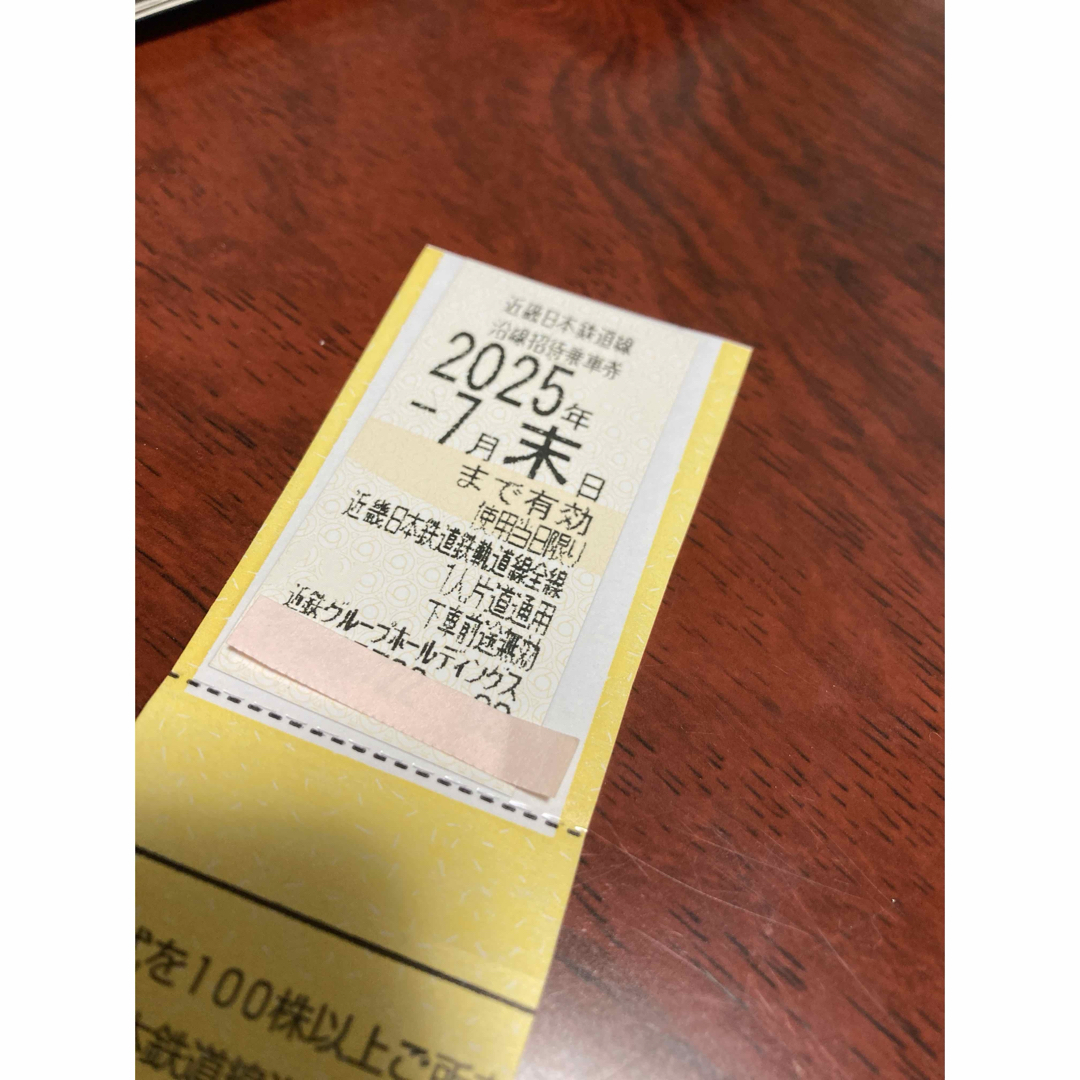 近畿日本鉄道線
沿線招待乗車券
2025年
-7月末日
まで有効
使用当日限り
近畿日本鉄道鉄軌道線全線
1人片道通用
下車前途無効
近鉄グループホールディングス
を100株以上ご所
鉄道線